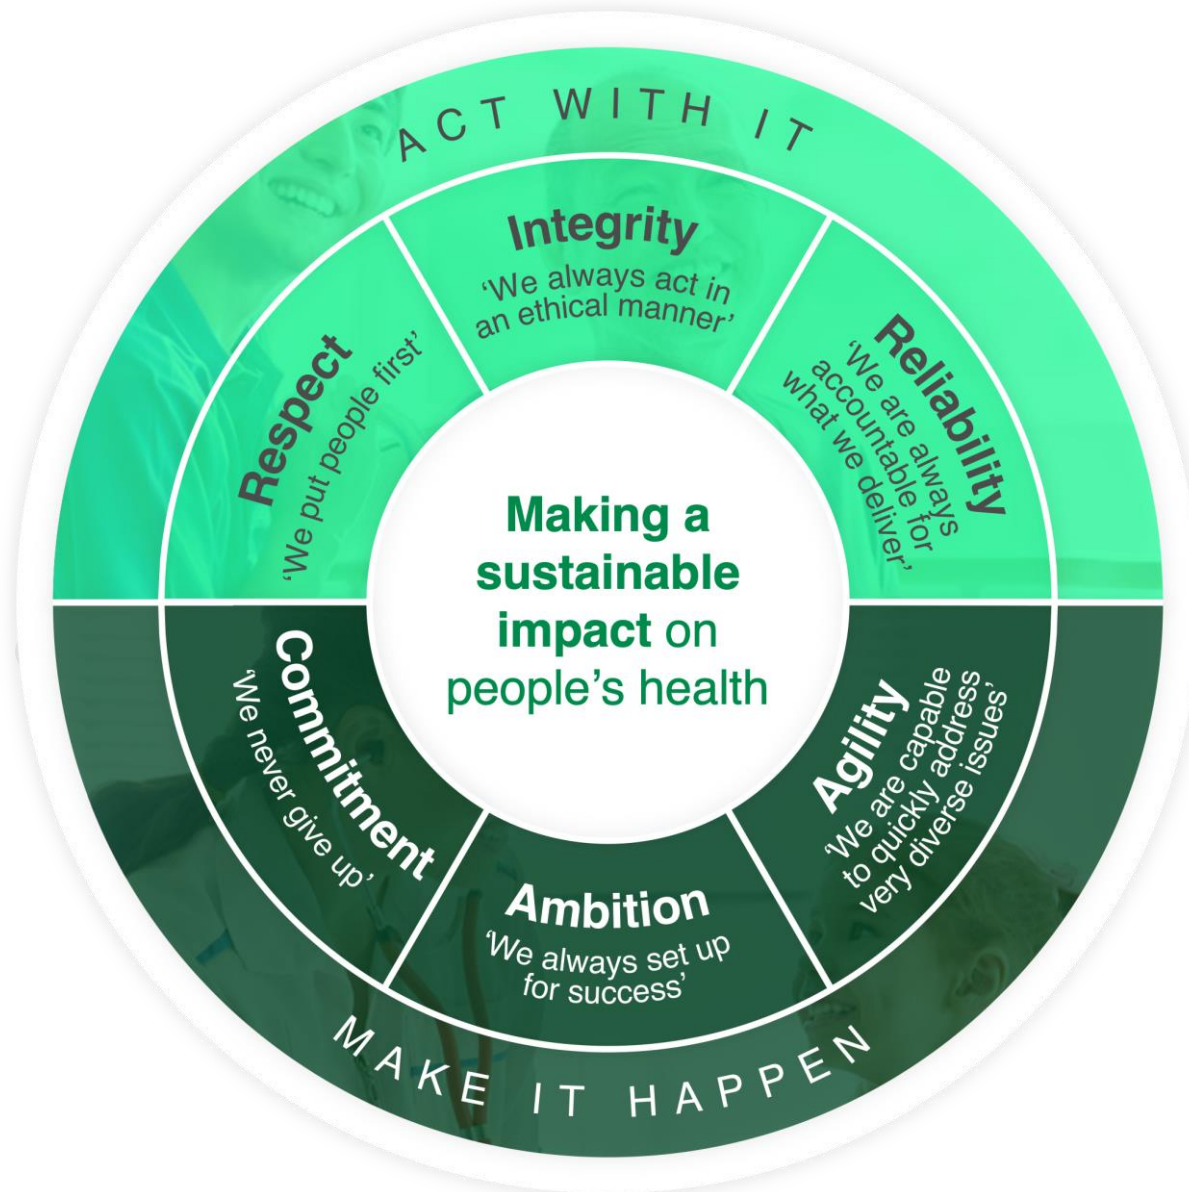 ACT WITH IT
Integrity
‘We always act in
an ethical manner’
Reliability
‘We are always
accountable for
what we deliver’
Agility
‘We are capable
to quickly address
very diverse issues’
Ambition
‘We always set up
for success’
Commitment
‘We never give up’
Respect
‘We put people first’
Making a
sustainable
impact on
people’s health
MAKE IT HAPPEN